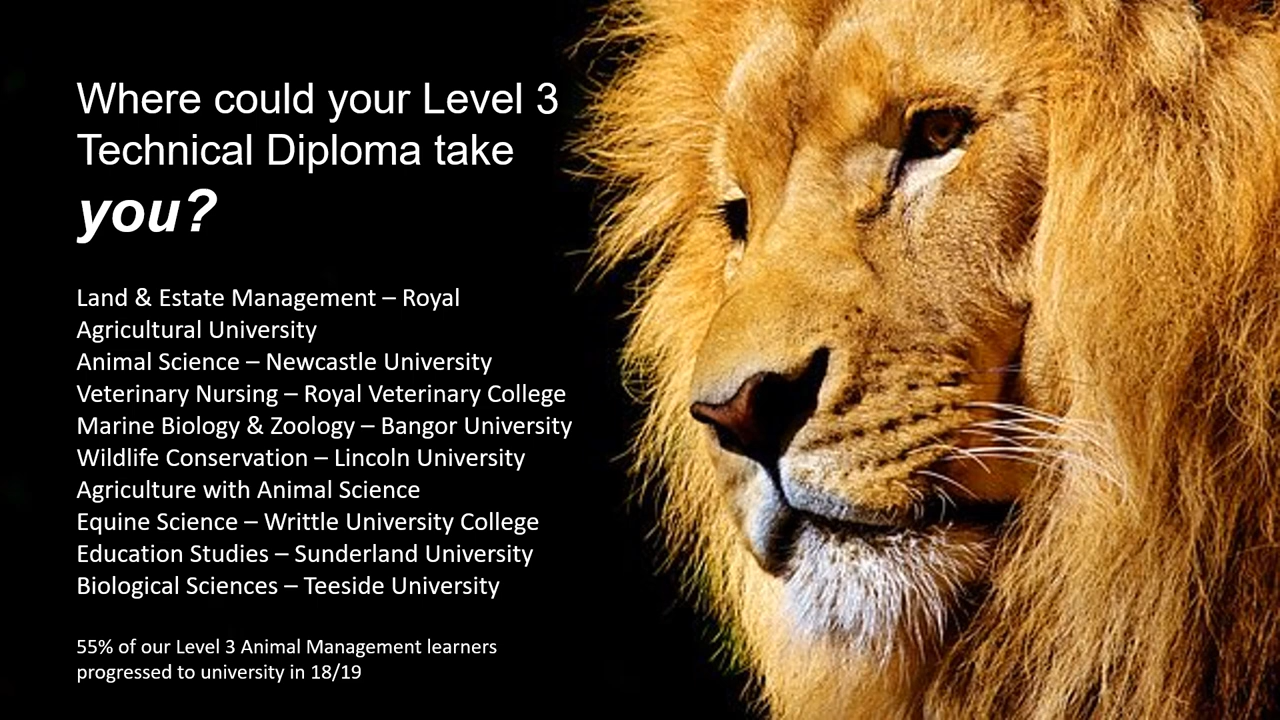 Where could your Level 3
Technical Diploma take
you?
Land & Estate Management – Royal
Agricultural University
Animal Science – Newcastle University
Veterinary Nursing – Royal Veterinary College
Marine Biology & Zoology – Bangor University
Wildlife Conservation – Lincoln University
Agriculture with Animal Science
Equine Science – Writtle University College
Education Studies – Sunderland University
Biological Sciences – Teeside University
55% of our Level 3 Animal Management learners
progressed to university in 18/19